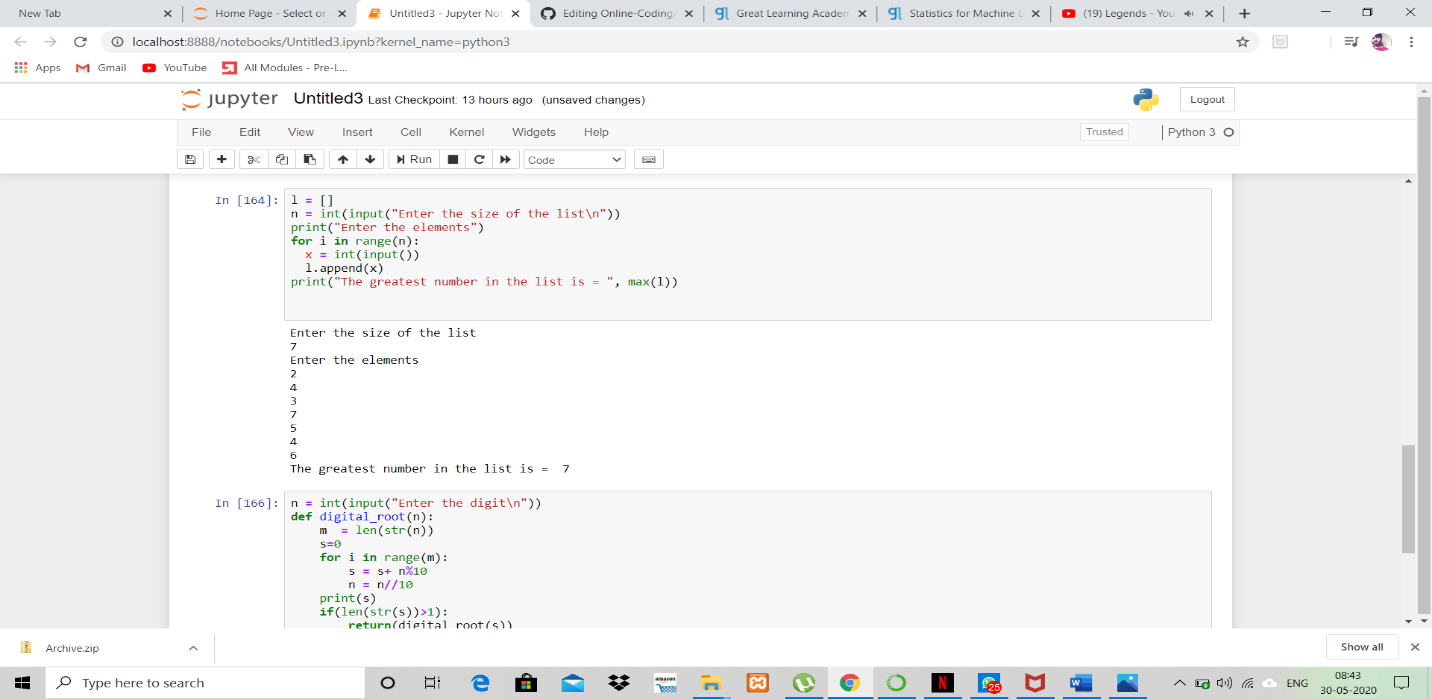 New Tab
Home Page - Select or
Untitled3 - Jupyter Not
Editing Online-Coding
gl Great Learning Academ
gl Statistics for Machine L
(19) Legends - You
localhost:8888/notebooks/Untitled3.ipynb?kernel_name=python3
Apps
Gmail
YouTube
All Modules - Pre-L...
jupyter Untitled3 Last Checkpoint: 13 hours ago (unsaved changes)
Logout
File Edit View Insert Cell Kernel Widgets Help
Trusted
Python 3
Run
Code
In [164]:
l = []
n = int(input("Enter the size of the list\n"))
print("Enter the elements")
for i in range(n):
  x = int(input())
  l.append(x)
print("The greatest number in the list is = ", max(l))
Enter the size of the list
7
Enter the elements
2
4
3
7
5
4
6
The greatest number in the list is =  7
In [166]:
n = int(input("Enter the digit\n"))
def digital_root(n):
    m  = len(str(n))
    s=0
    for i in range(m):
        s = s+ n%10
        n = n//10
    print(s)
    if(len(str(s))>1):
        return(digital_root(s))
Archive.zip
Show all
Type here to search
amazon
N
25
W
ENG
08:43
30-05-2020